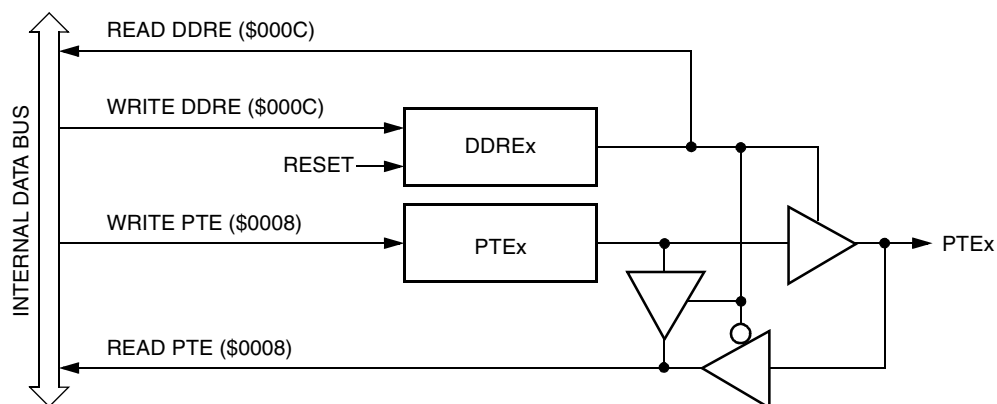 READ DDRE ($000C)
WRITE DDRE ($000C)
DDREx
RESET
INTERNAL DATA BUS
WRITE PTE ($0008)
PTEx
PTEx
READ PTE ($0008)